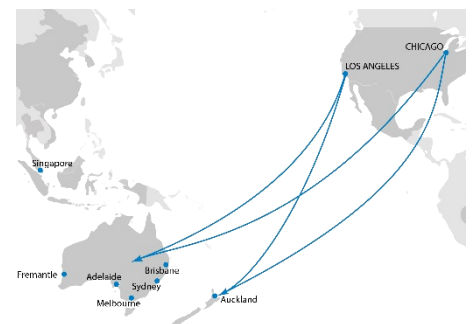 CHICAGO
LOS ANGELES
Singapore
Fremantle
Adelaide
Brisbane
Sydney
Melbourne
Auckland